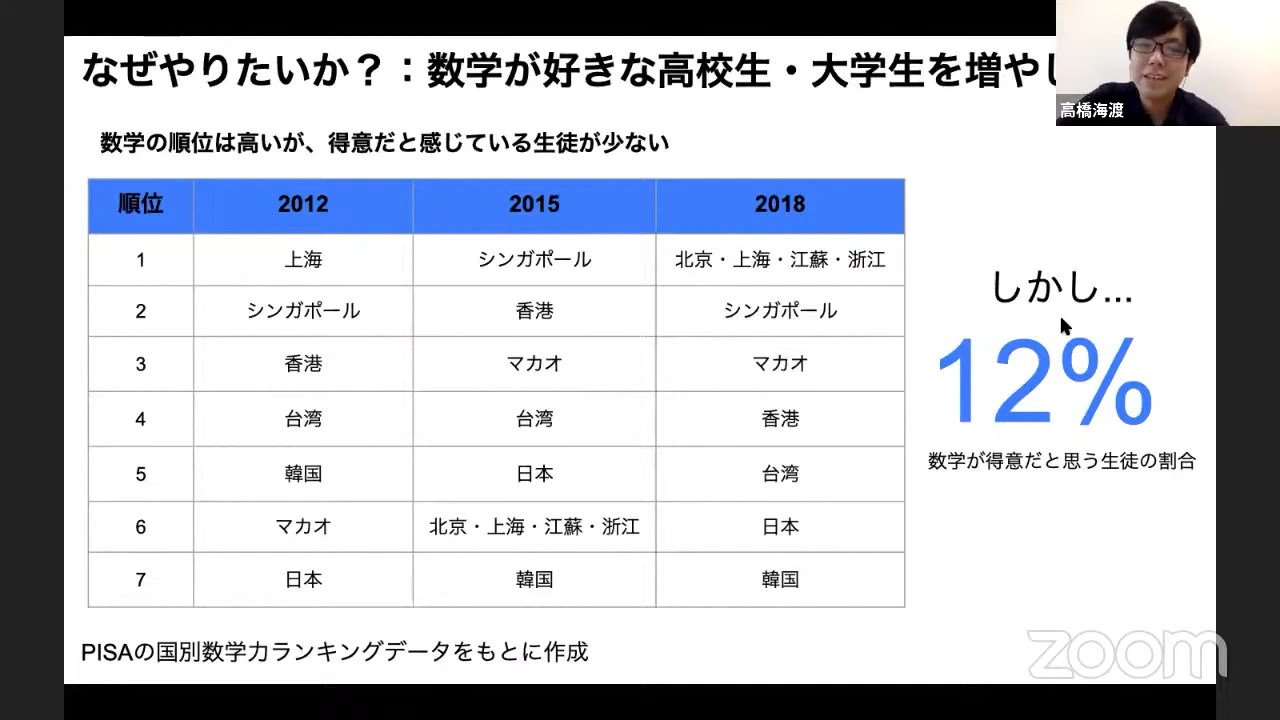 なぜやりたいか？：数学が好きな高校生・大学生を増やし
高橋海渡
数学の順位は高いが、得意だと感じている生徒が少ない
順位 2012 2015 2018
1 上海 シンガポール 北京・上海・江蘇・浙江
2 シンガポール 香港 シンガポール
3 香港 マカオ マカオ
4 台湾 台湾 香港
5 韓国 日本 台湾
6 マカオ 北京・上海・江蘇・浙江 日本
7 日本 韓国 韓国
しかし...
12%
数学が得意だと思う生徒の割合
PISAの国別数学力ランキングデータをもとに作成
zoom